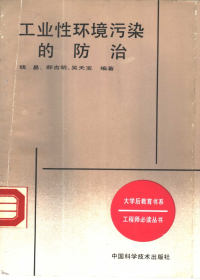 工业性环境污染
的防治
钱易、郝吉明、吴天宝 编著
大学后教育书系
工程师必读丛书
中国科学技术出版社